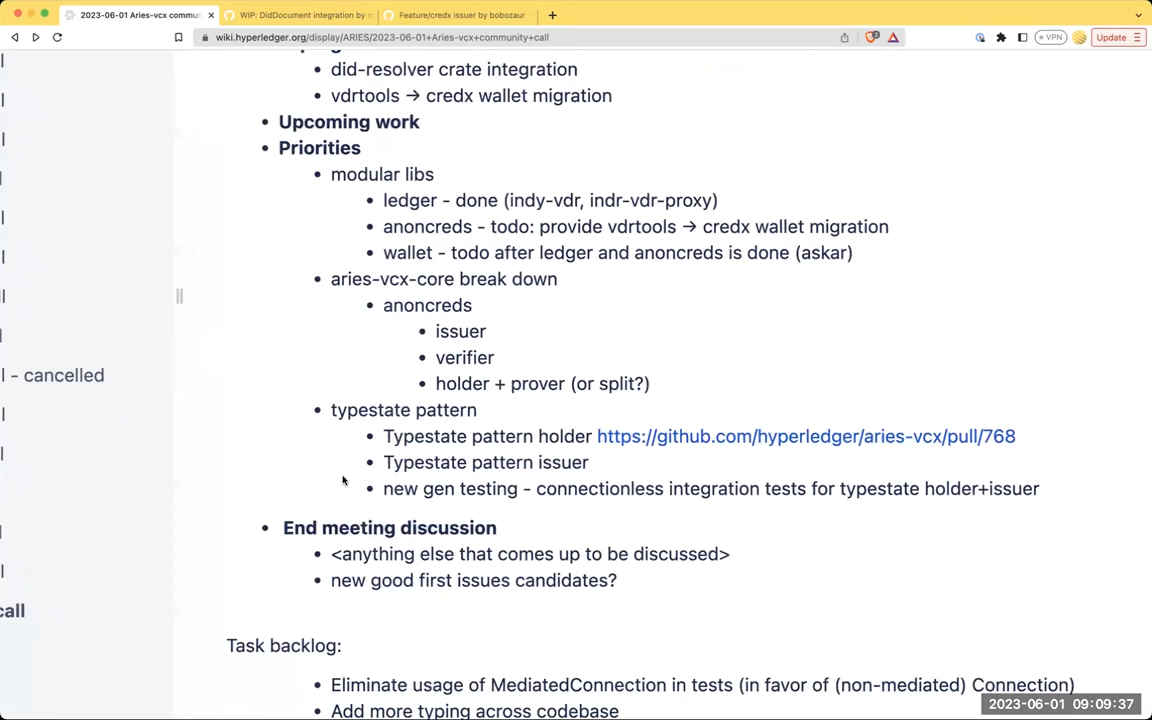 2023-06-01 Aries-vcx commu
WIP: DidDocument integration by
Feature/credx issuer by bobozaur
wiki.hyperledger.org/display/ARIES/2023-06-01+Aries-vcx+community+call
VPN
Update
did-resolver crate integration
vdrtools → credx wallet migration
Upcoming work
Priorities
modular libs
ledger - done (indy-vdr, indr-vdr-proxy)
anoncreds - todo: provide vdrtools → credx wallet migration
wallet - todo after ledger and anoncreds is done (askar)
aries-vcx-core break down
anoncreds
issuer
verifier
l - cancelled
holder + prover (or split?)
typestate pattern
Typestate pattern holder https://github.com/hyperledger/aries-vcx/pull/768
Typestate pattern issuer
new gen testing - connectionless integration tests for typestate holder+issuer
End meeting discussion
<anything else that comes up to be discussed>
new good first issues candidates?
call
Task backlog:
Eliminate usage of MediatedConnection in tests (in favor of (non-mediated) Connection)
Add more typing across codebase
2023-06-01 09:09:37